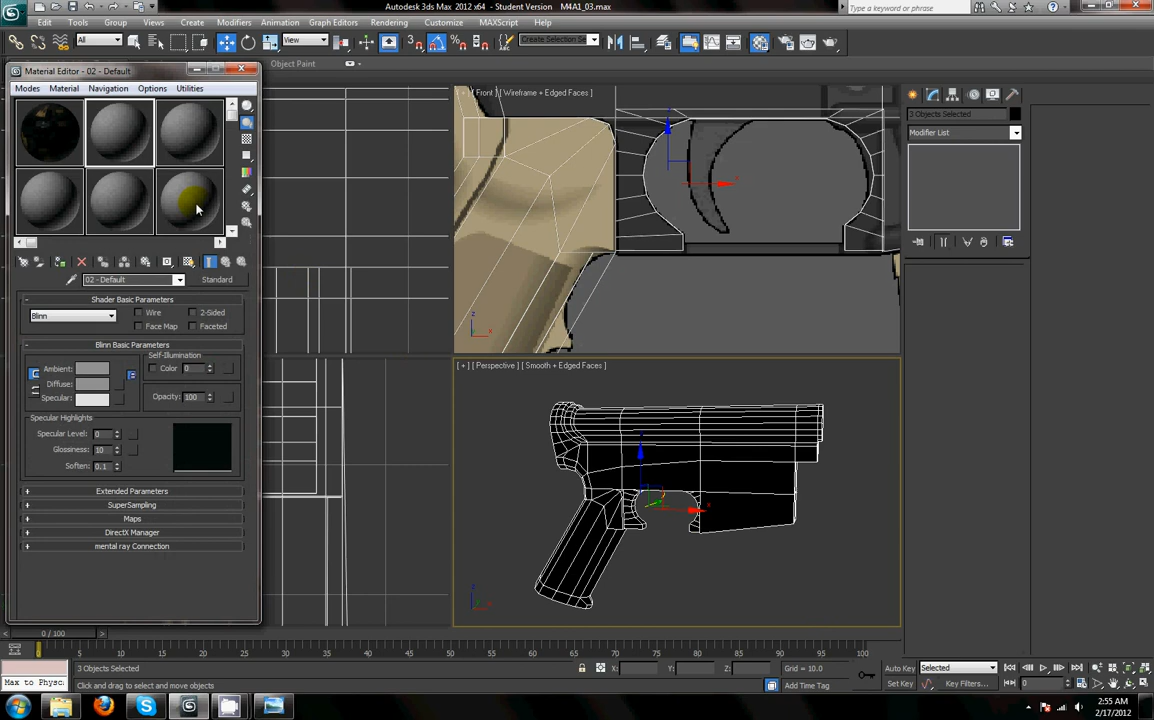 Autodesk 3ds Max 2012 x64 - Student Version M4A1_03.max
Type a keyword or phrase
Edit Tools Group Views Create Modifiers Animation Graph Editors Rendering Customize MAXScript Help
All
View
Create Selection Se
Material Editor - 02 - Default
Object Paint
Modes Material Navigation Options Utilities
[ + ] [ Front ] [ Wireframe + Edged Faces ]
3 Objects Selected
Modifier List
02 - Default
Standard
Shader Basic Parameters
Blinn
Wire
2-Sided
Face Map
Faceted
Blinn Basic Parameters
Self-Illumination
Ambient:
Color 0
Diffuse:
Specular:
Opacity: 100
Specular Highlights
Specular Level: 0
Glossiness: 10
Soften: 0.1
Extended Parameters
SuperSampling
Maps
DirectX Manager
mental ray Connection
[ + ] [ Perspective ] [ Smooth + Edged Faces ]
z
x
z
x
0 / 100
0 5 10 15 20 25 30 35 40 45 50 55 60 65 70 75 80 85 90 95 100
3 Objects Selected
X: Y: Z: Grid = 10.0
Auto Key Selected
Max to Physc
Click and drag to select and move objects
Add Time Tag
Set Key Key Filters...
0
2:55 AM
2/17/2012